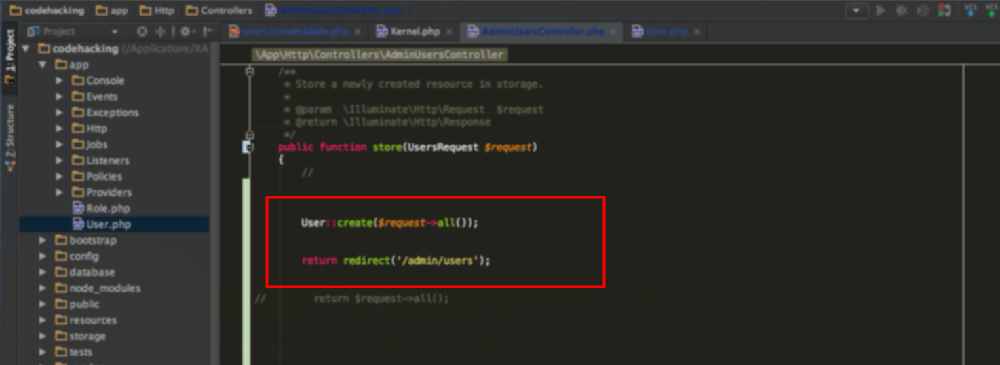 codehacking app Http Controllers AdminUsersController.php
Project
users/create.blade.php Kernel.php AdminUsersController.php User.php
1: Project
Z: Structure
codehacking (/Applications/XA
app
Console
Events
Exceptions
Http
Jobs
Listeners
Policies
Providers
Role.php
User.php
bootstrap
config
database
node_modules
public
resources
storage
tests
\App\Http\Controllers\AdminUsersController
/**
* Store a newly created resource in storage.
*
* @param \Illuminate\Http\Request $request
* @return \Illuminate\Http\Response
*/
public function store(UsersRequest $request)
{
//
User::create($request->all());
return redirect('/admin/users');
// return $request->all();
VCS VCS